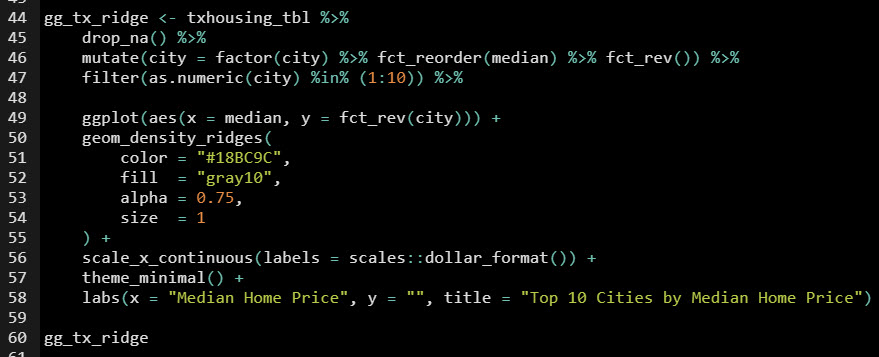 44 gg_tx_ridge <- txhousing_tbl %>%
45     drop_na() %>%
46     mutate(city = factor(city) %>% fct_reorder(median) %>% fct_rev()) %>%
47     filter(as.numeric(city) %in% (1:10)) %>%
48
49     ggplot(aes(x = median, y = fct_rev(city))) +
50     geom_density_ridges(
51         color = "#18BC9C",
52         fill  = "gray10",
53         alpha = 0.75,
54         size  = 1
55     ) +
56     scale_x_continuous(labels = scales::dollar_format()) +
57     theme_minimal() +
58     labs(x = "Median Home Price", y = "", title = "Top 10 Cities by Median Home Price")
59
60 gg_tx_ridge